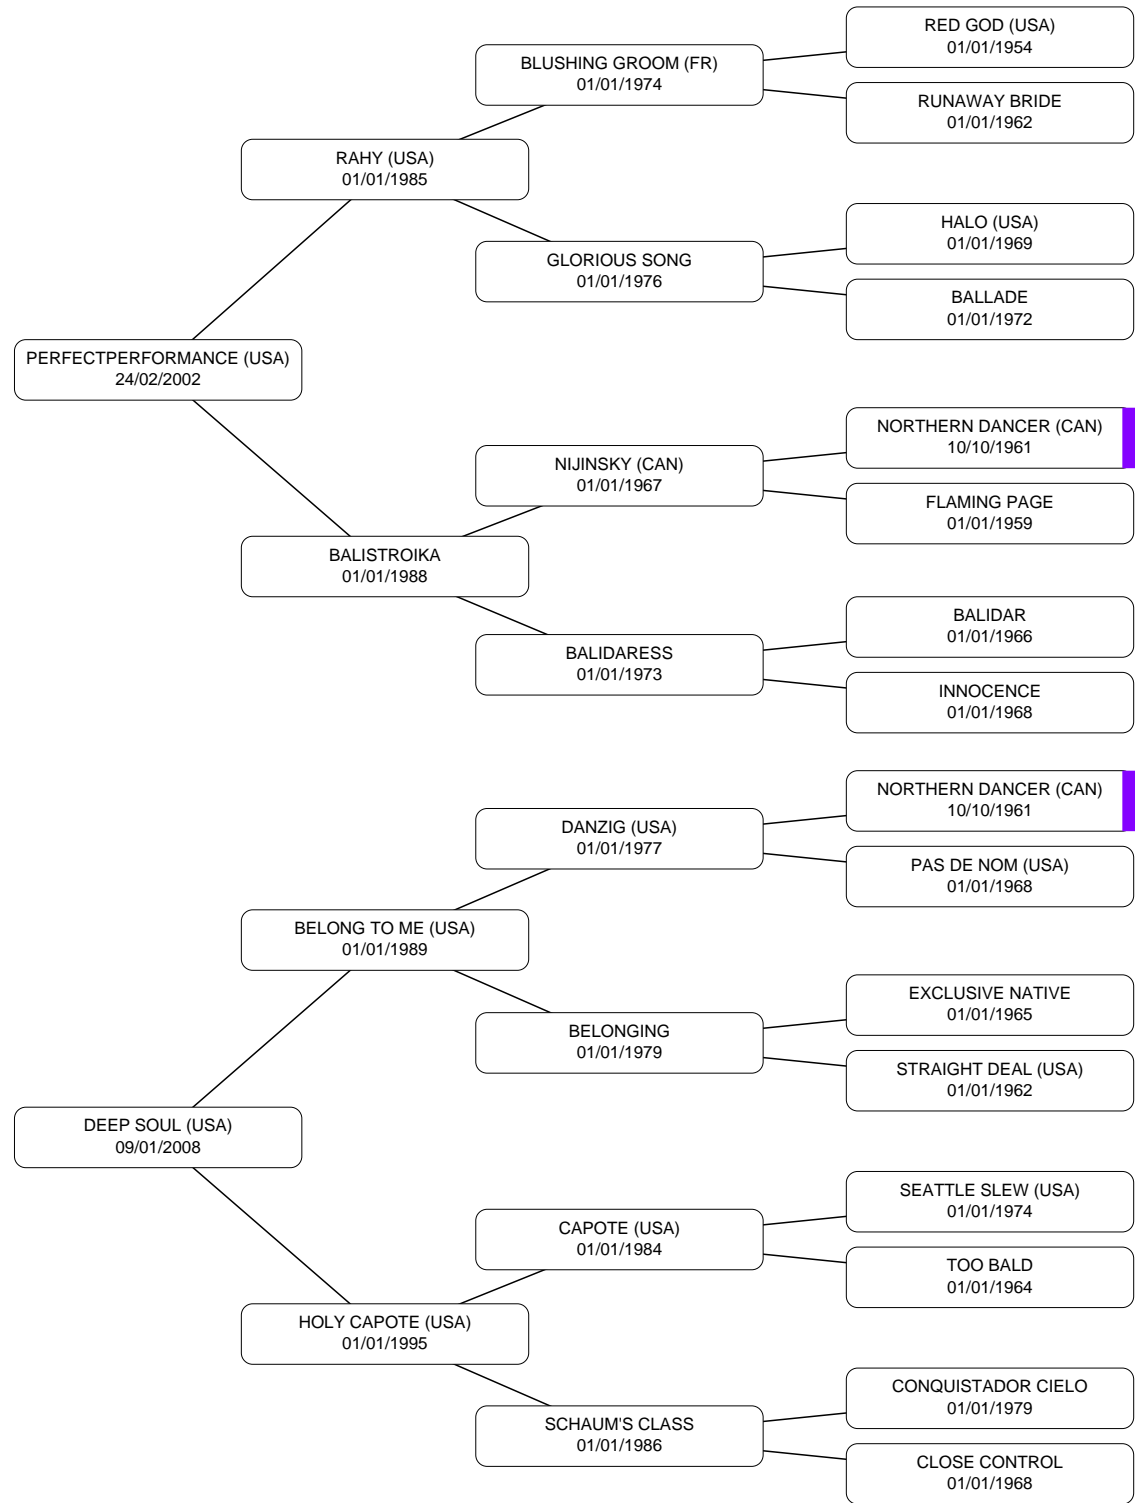 RED GOD (USA)
01/01/1954
BLUSHING GROOM (FR)
01/01/1974
RUNAWAY BRIDE
01/01/1962
RAHY (USA)
01/01/1985
HALO (USA)
01/01/1969
GLORIOUS SONG
01/01/1976
BALLADE
01/01/1972
PERFECTPERFORMANCE (USA)
24/02/2002
NORTHERN DANCER (CAN)
10/10/1961
NIJINSKY (CAN)
01/01/1967
FLAMING PAGE
01/01/1959
BALISTROIKA
01/01/1988
BALIDAR
01/01/1966
BALIDARESS
01/01/1973
INNOCENCE
01/01/1968
NORTHERN DANCER (CAN)
10/10/1961
DANZIG (USA)
01/01/1977
PAS DE NOM (USA)
01/01/1968
BELONG TO ME (USA)
01/01/1989
EXCLUSIVE NATIVE
01/01/1965
BELONGING
01/01/1979
STRAIGHT DEAL (USA)
01/01/1962
DEEP SOUL (USA)
09/01/2008
SEATTLE SLEW (USA)
01/01/1974
CAPOTE (USA)
01/01/1984
TOO BALD
01/01/1964
HOLY CAPOTE (USA)
01/01/1995
CONQUISTADOR CIELO
01/01/1979
SCHAUM'S CLASS
01/01/1986
CLOSE CONTROL
01/01/1968